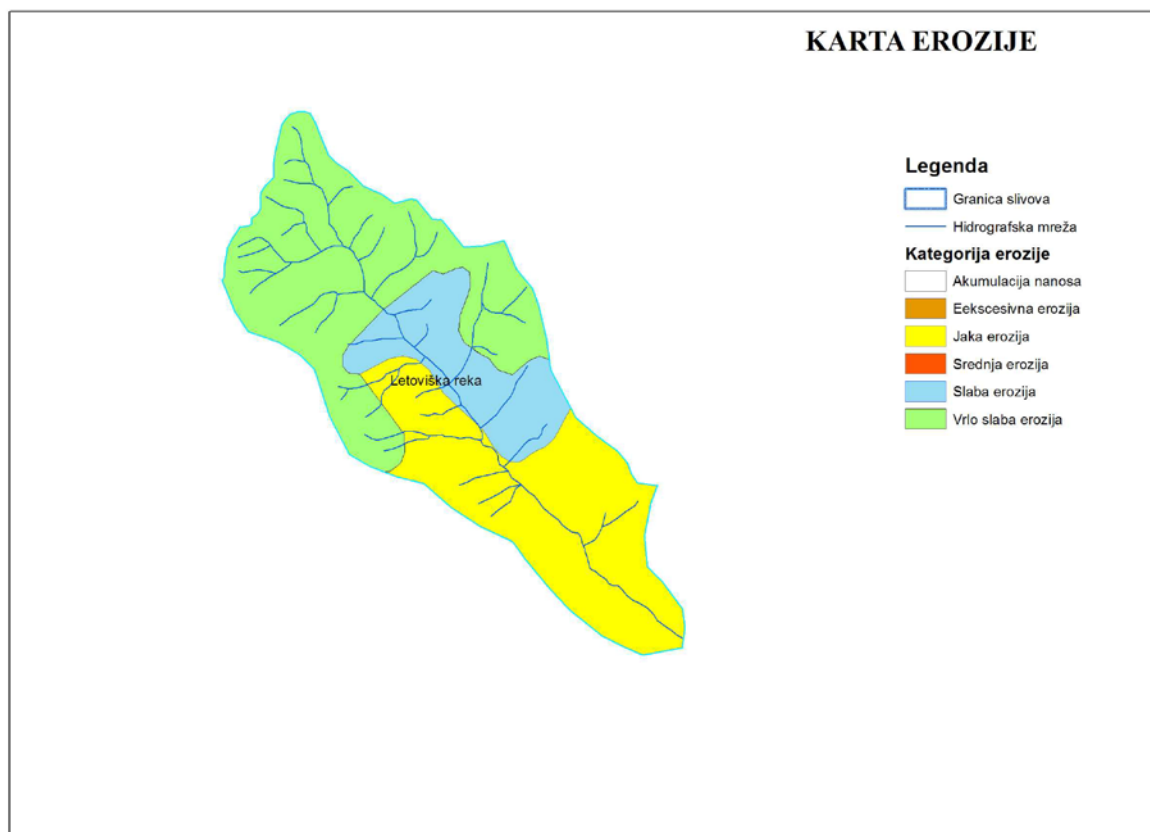 KARTA EROZIJE
Legenda
Granica slivova
Hidrografska mreža
Kategorija erozije
Akumulacija nanosa
Eekscesivna erozija
Jaka erozija
Srednja erozija
Slaba erozija
Vrlo slaba erozija
Letoviška reka